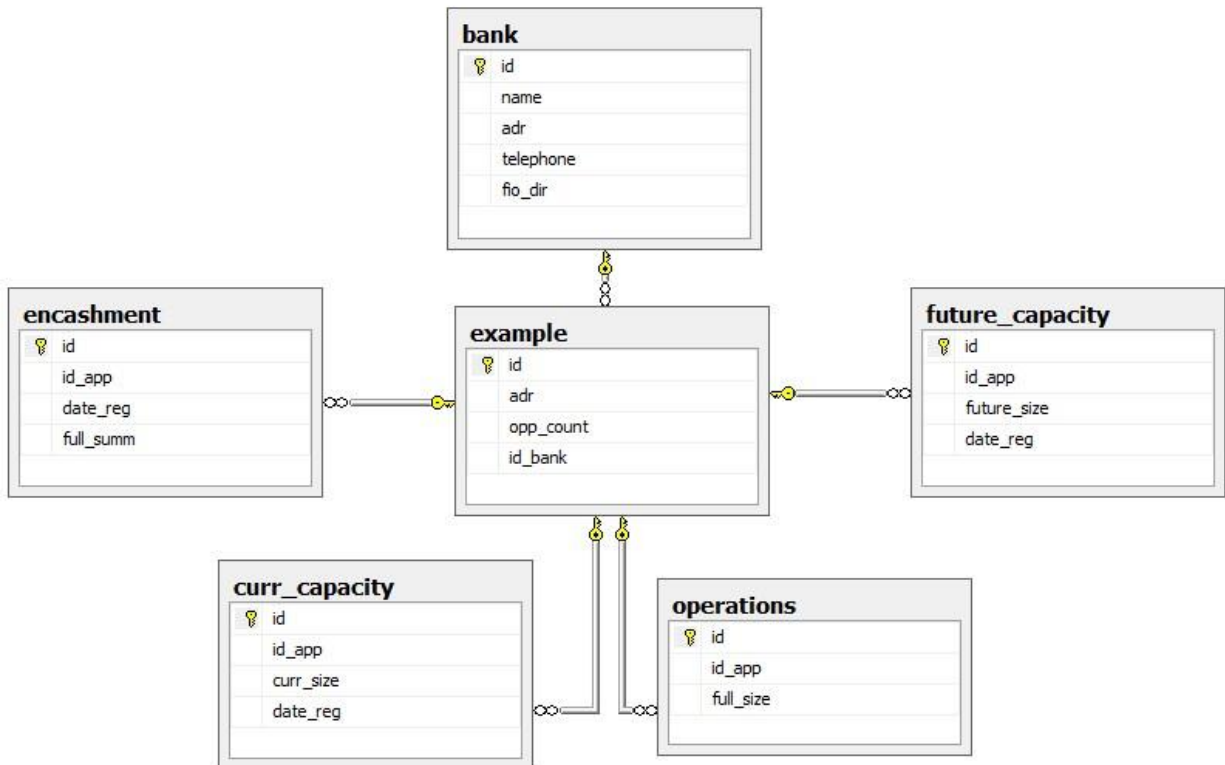 bank
id
name
adr
telephone
fio_dir
encashment
id
id_app
date_reg
full_summ
example
id
adr
opp_count
id_bank
future_capacity
id
id_app
future_size
date_reg
curr_capacity
id
id_app
curr_size
date_reg
operations
id
id_app
full_size